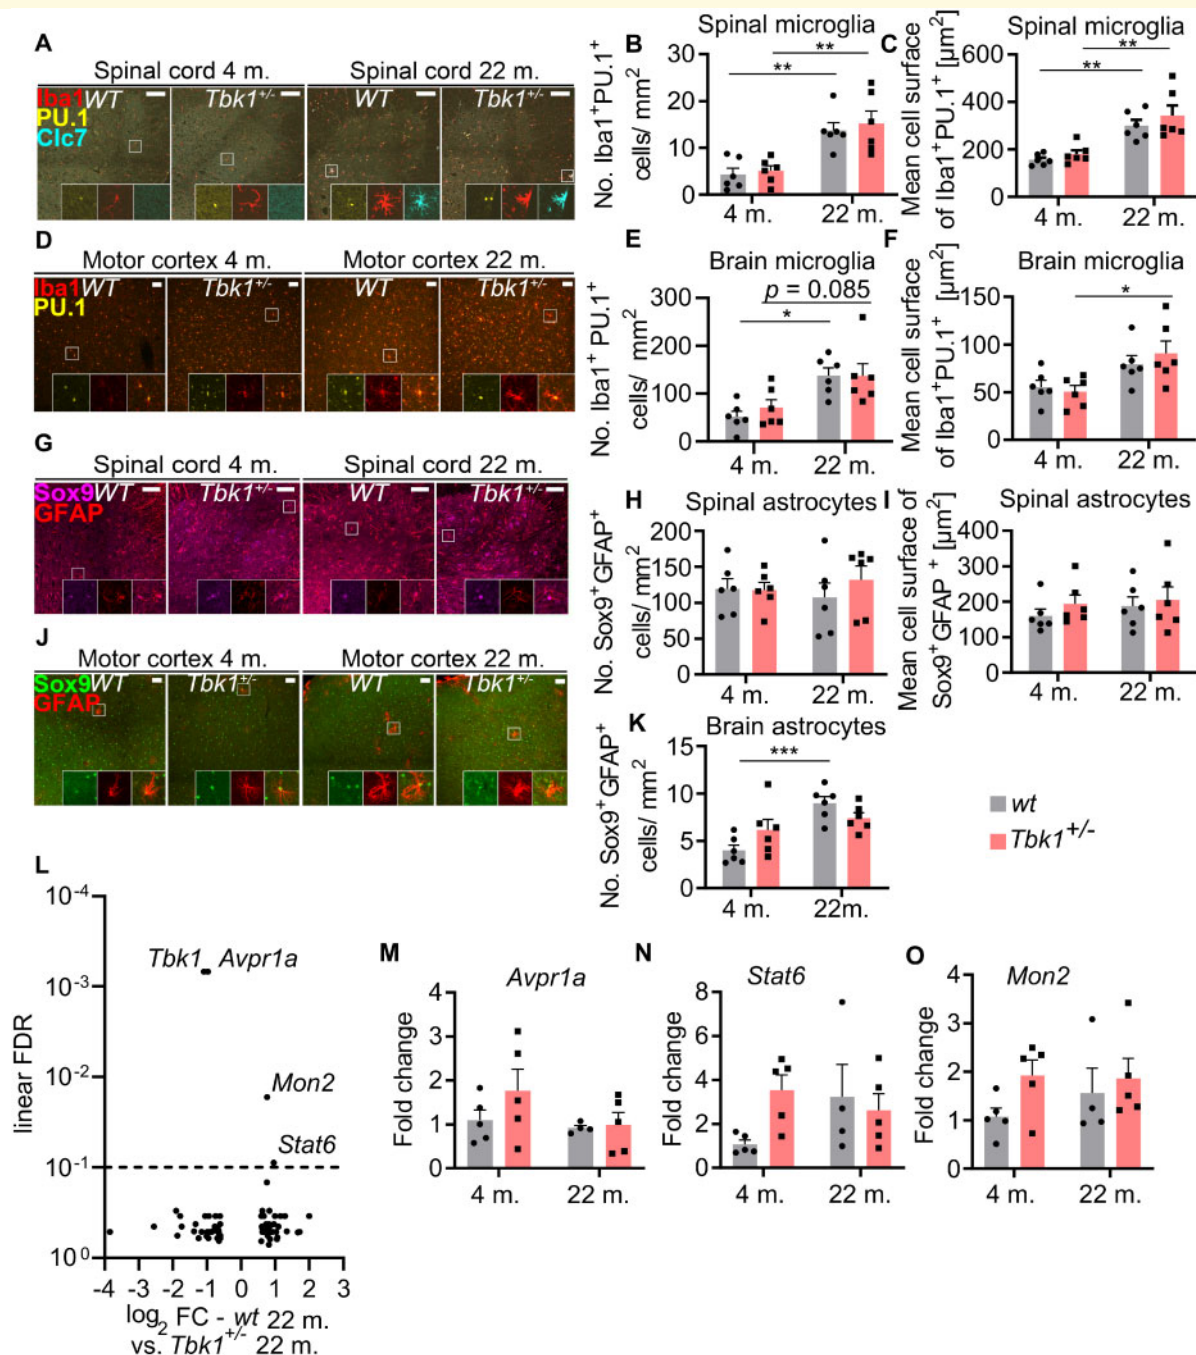 A
Spinal cord 4 m.
Spinal cord 22 m.
Iba1
PU.1
Clc7
WT
Tbk1+/-
WT
Tbk1+/-
B
Spinal microglia
No. Iba1+PU.1+
cells/ mm2
30
20
10
0
**
**
4 m.
22 m.
C
Spinal microglia
Mean cell surface
of Iba1+PU.1+ [µm2]
600
400
200
0
**
**
4 m.
22 m.
D
Motor cortex 4 m.
Motor cortex 22 m.
Iba1
PU.1
WT
Tbk1+/-
WT
Tbk1+/-
E
Brain microglia
No. Iba1+ PU.1+
cells/ mm2
300
200
100
0
p = 0.085
*
4 m.
22 m.
F
Brain microglia
Mean cell surface
of Iba1+PU.1+ [µm2]
150
100
50
0
*
4 m.
22 m.
G
Spinal cord 4 m.
Spinal cord 22 m.
Sox9
GFAP
WT
Tbk1+/-
WT
Tbk1+/-
H
Spinal astrocytes
No. Sox9+GFAP+
cells/ mm2
200
150
100
50
0
4 m.
22 m.
I
Spinal astrocytes
Mean cell surface of
Sox9+GFAP + [µm2]
400
300
200
100
0
4 m.
22 m.
J
Motor cortex 4 m.
Motor cortex 22 m.
Sox9
GFAP
WT
Tbk1+/-
WT
Tbk1+/-
K
Brain astrocytes
No. Sox9+GFAP+
cells/ mm2
15
10
5
0
***
4 m.
22m.
wt
Tbk1+/-
L
linear FDR
10-4
10-3
10-2
10-1
100
Tbk1
Avpr1a
Mon2
Stat6
-4 -3 -2 -1 0 1 2 3
log2 FC - wt 22 m.
vs. Tbk1+/- 22 m.
M
Avpr1a
Fold change
4
3
2
1
0
4 m.
22 m.
N
Stat6
Fold change
8
6
4
2
0
4 m.
22 m.
O
Mon2
Fold change
4
3
2
1
0
4 m.
22 m.